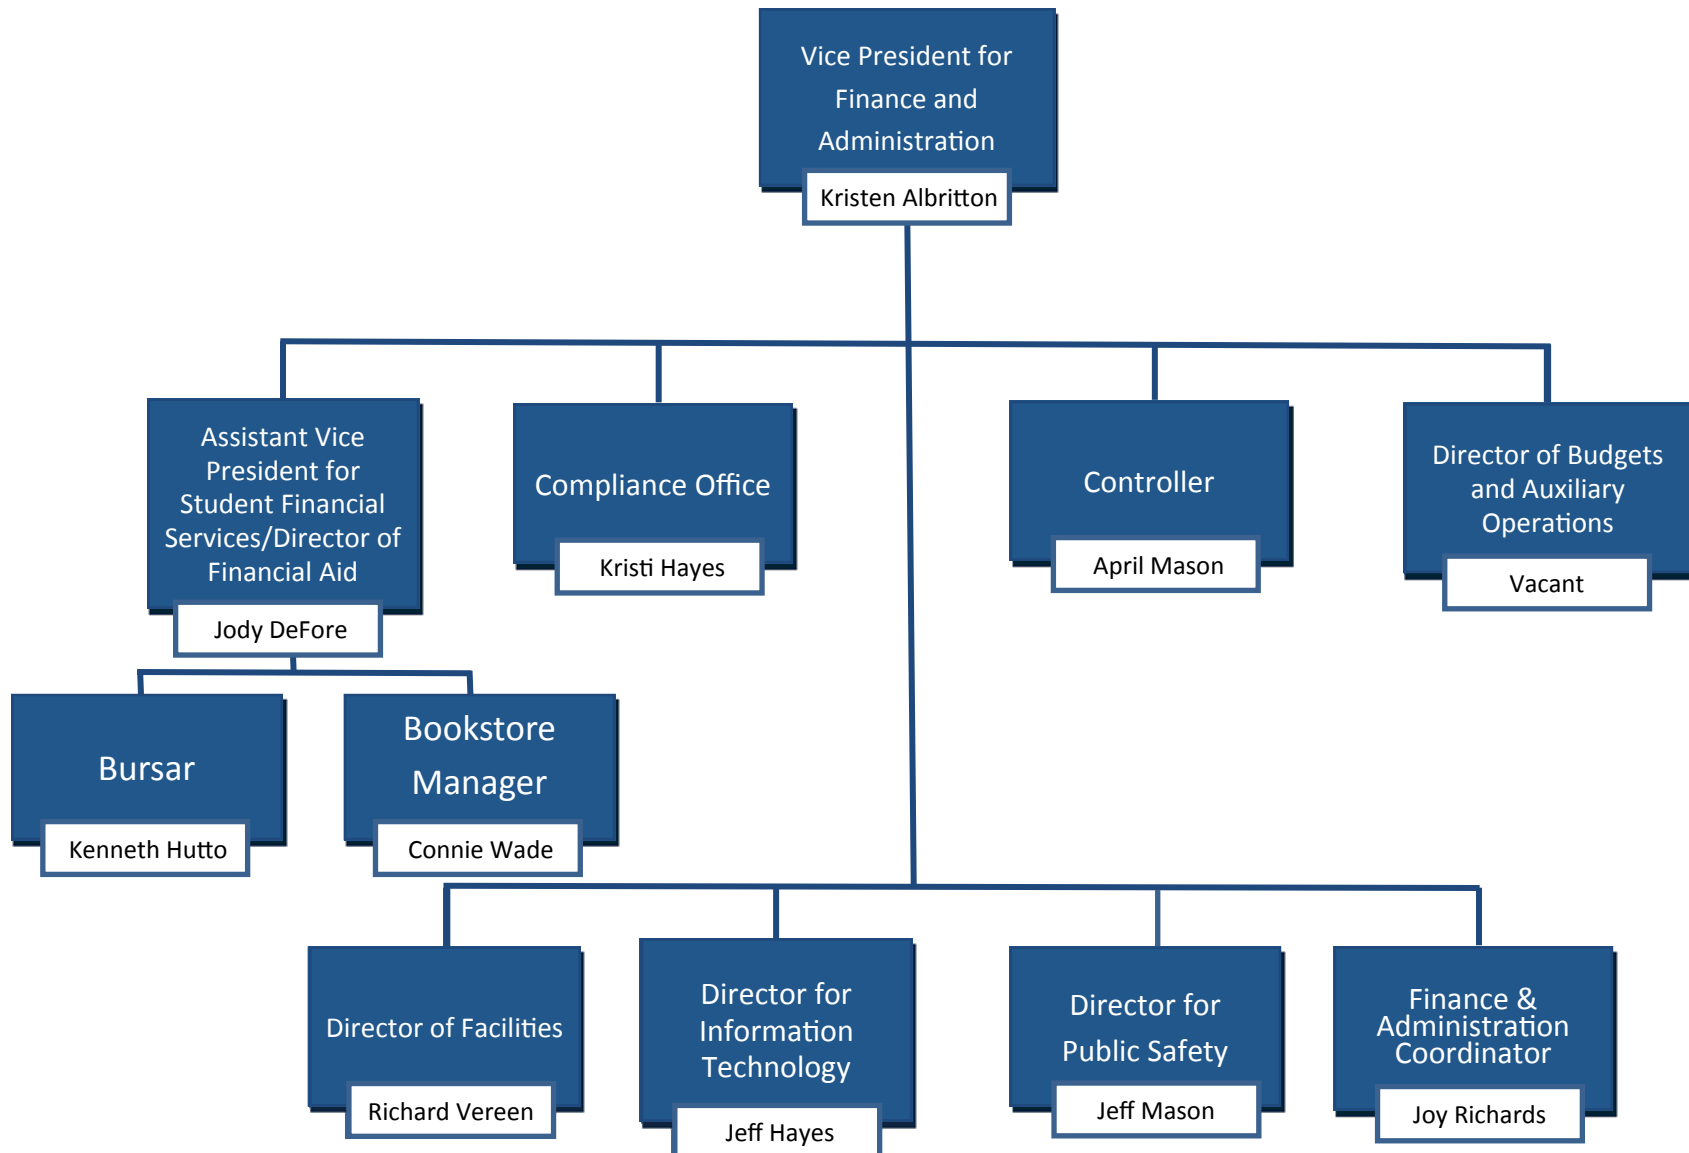 Vice President for
Finance and
Administration
Kristen Albritton
Assistant Vice
President for
Student Financial
Services/Director of
Financial Aid
Jody DeFore
Compliance Office
Kristi Hayes
Controller
April Mason
Director of Budgets
and Auxiliary
Operations
Vacant
Bursar
Kenneth Hutto
Bookstore
Manager
Connie Wade
Director of Facilities
Richard Vereen
Director for
Information
Technology
Jeff Hayes
Director for
Public Safety
Jeff Mason
Finance &
Administration
Coordinator
Joy Richards